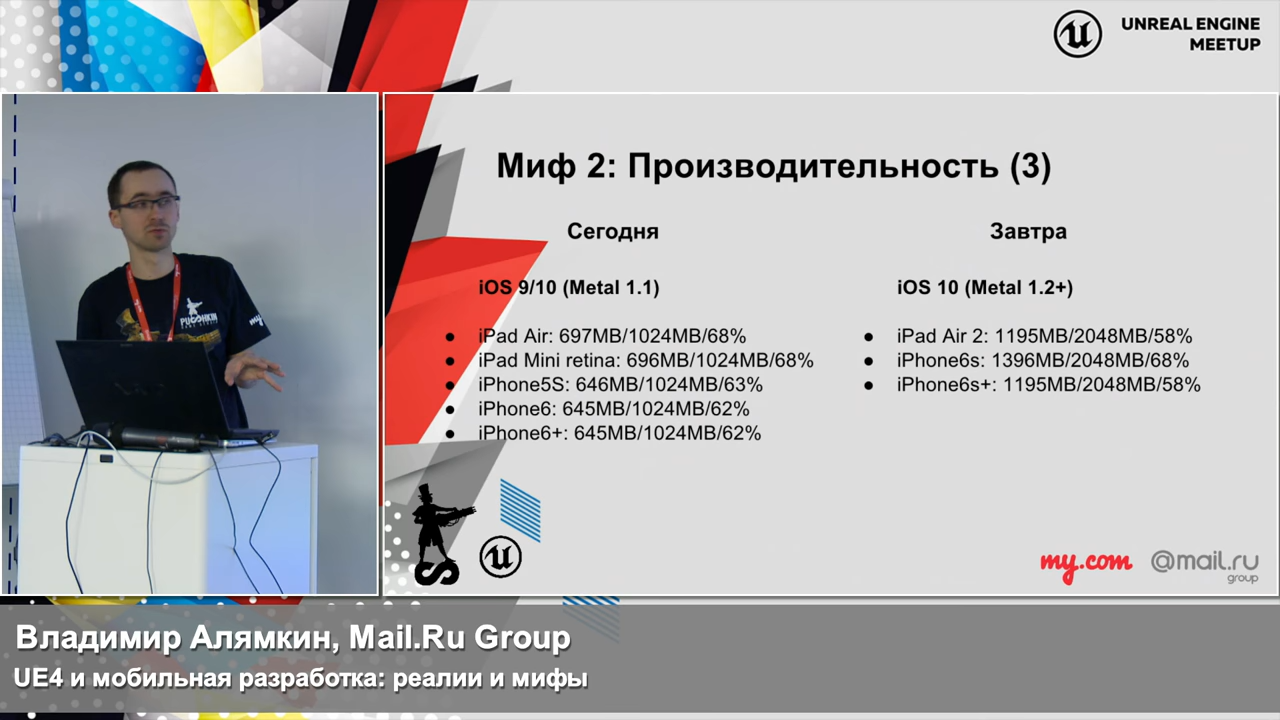 UNREAL ENGINE
MEETUP
Миф 2: Производительность (3)
Сегодня
iOS 9/10 (Metal 1.1)
● iPad Air: 697MB/1024MB/68%
● iPad Mini retina: 696MB/1024MB/68%
● iPhone5S: 646MB/1024MB/63%
● iPhone6: 645MB/1024MB/62%
● iPhone6+: 645MB/1024MB/62%
Завтра
iOS 10 (Metal 1.2+)
● iPad Air 2: 1195MB/2048MB/58%
● iPhone6s: 1396MB/2048MB/68%
● iPhone6s+: 1195MB/2048MB/58%
PUSHKIN
my.com @mail.ru
group
Владимир Алямкин, Mail.Ru Group
UE4 и мобильная разработка: реалии и мифы